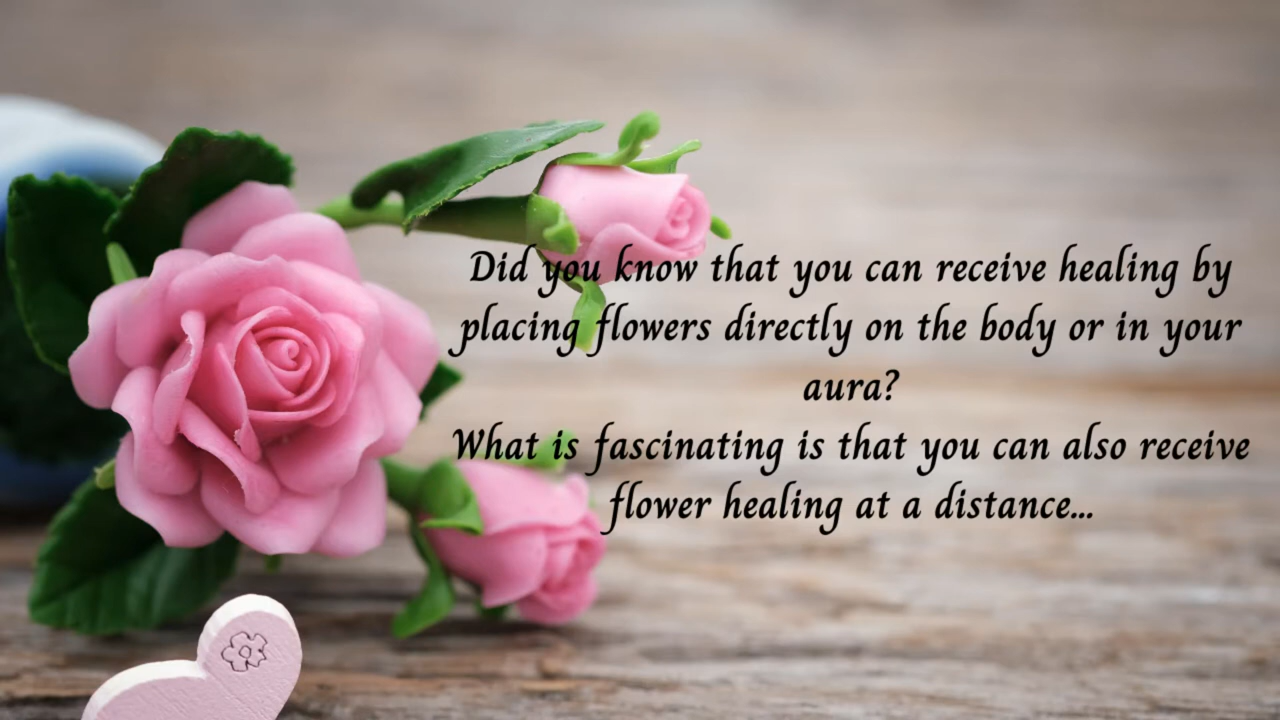 Did you know that you can receive healing by
placing flowers directly on the body or in your
aura?
What is fascinating is that you can also receive
flower healing at a distance...